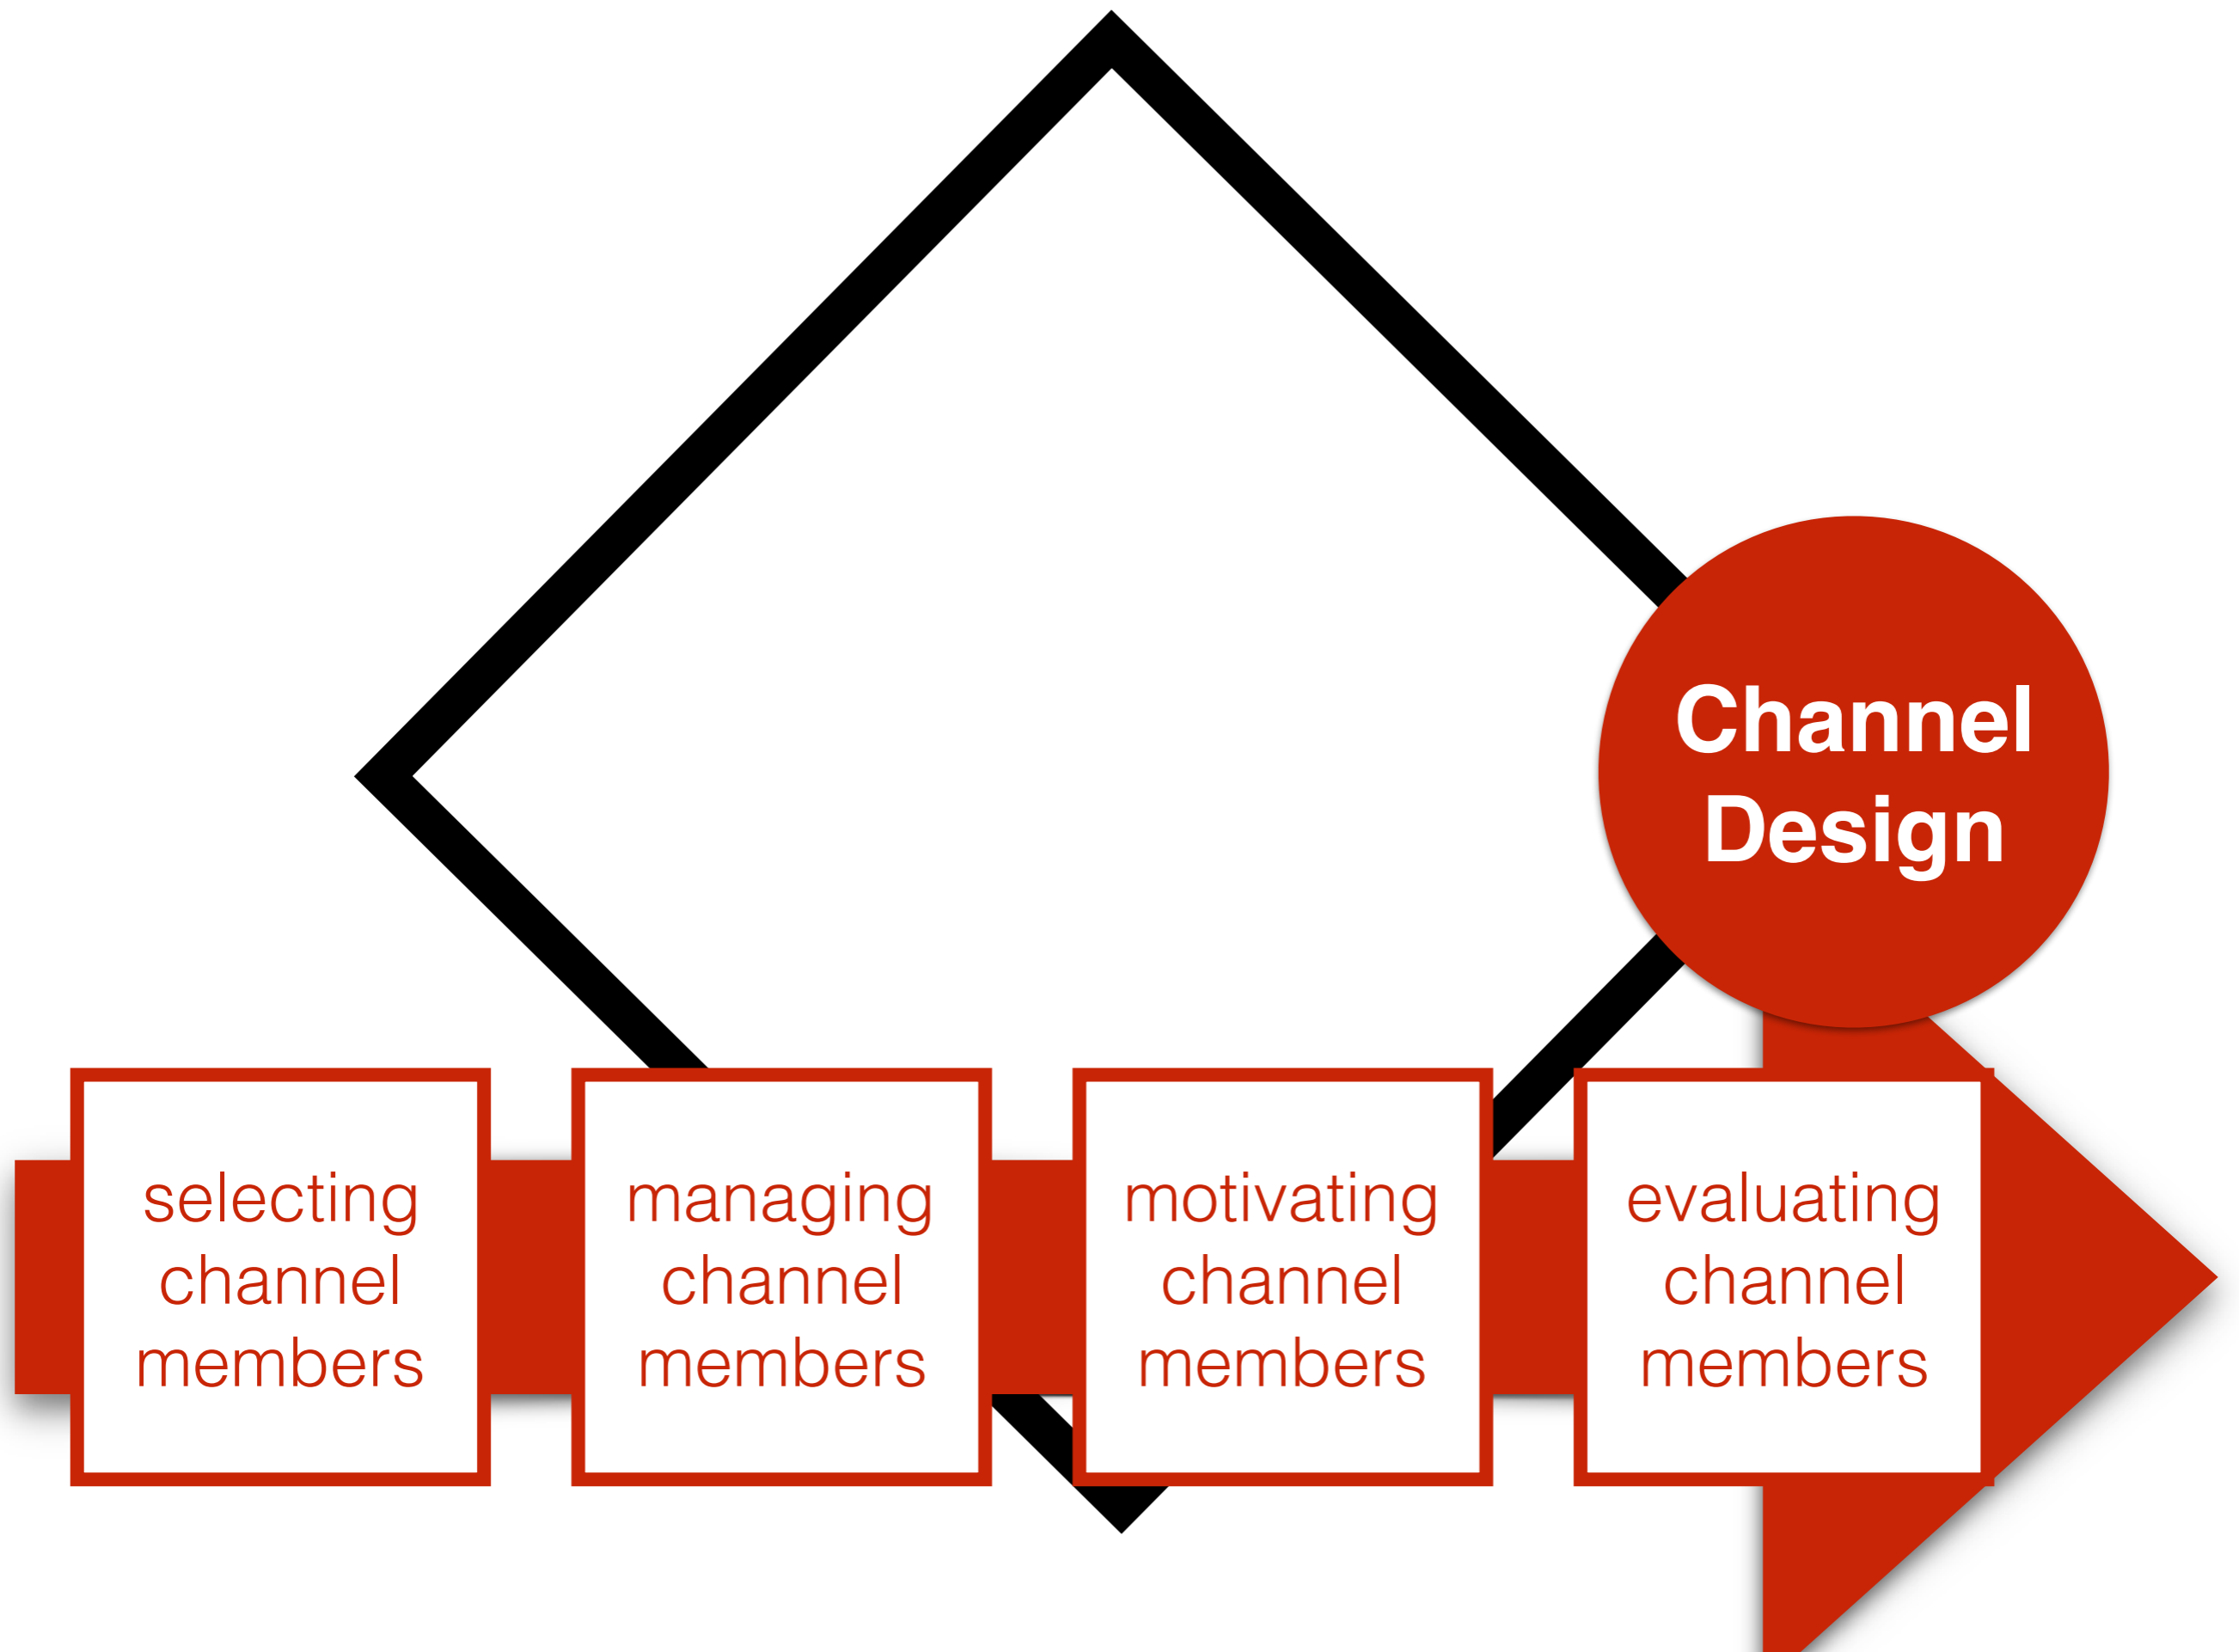 Channel
Design
selecting
channel
members
managing
channel
members
motivating
channel
members
evaluating
channel
members